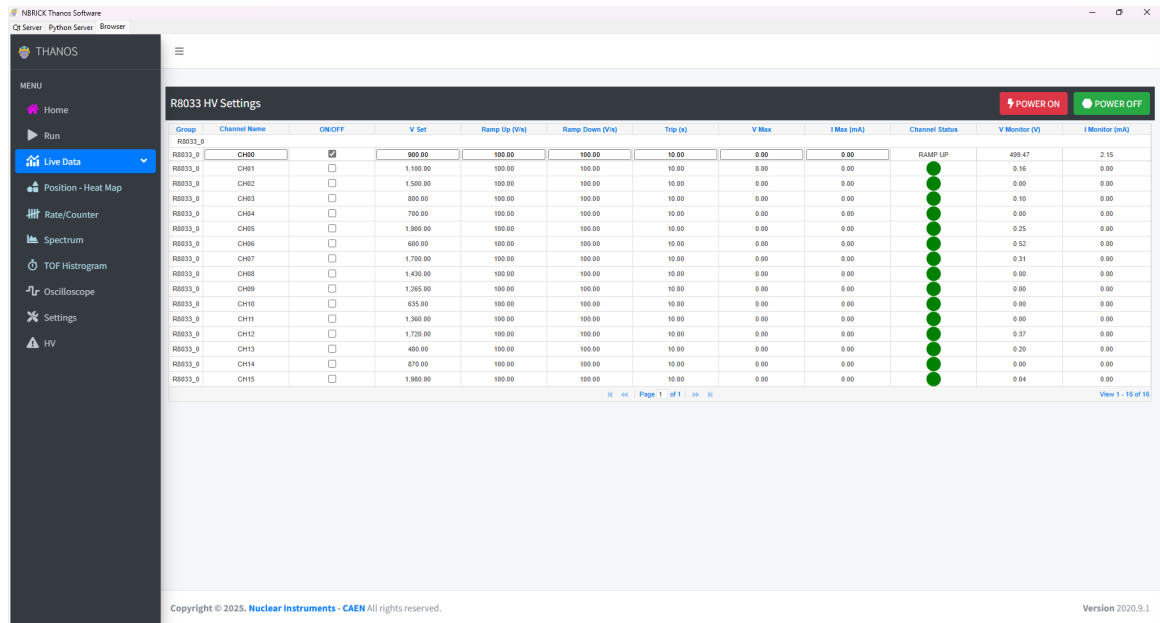 NBRICK Thanos Software
Qt Server Python Server Browser
THANOS
MENU
Home
Run
Live Data
Position - Heat Map
Rate/Counter
Spectrum
TOF Histrogram
Oscilloscope
Settings
HV
R8033 HV Settings
POWER ON POWER OFF
Group Channel Name ON/OFF V Set Ramp Up (V/s) Ramp Down (V/s) Trip (s) V Max I Max (mA) Channel Status V Monitor (V) I Monitor (mA)
R8033_0
R8033_0 CH00 900.00 100.00 100.00 10.00 0.00 0.00 RAMP UP 499.47 2.15
R8033_0 CH01 1,100.00 100.00 100.00 10.00 0.00 0.00 0.16 0.00
R8033_0 CH02 1,500.00 100.00 100.00 10.00 0.00 0.00 0.00 0.00
R8033_0 CH03 800.00 100.00 100.00 10.00 0.00 0.00 0.10 0.00
R8033_0 CH04 700.00 100.00 100.00 10.00 0.00 0.00 0.00 0.00
R8033_0 CH05 1,900.00 100.00 100.00 10.00 0.00 0.00 0.25 0.00
R8033_0 CH06 600.00 100.00 100.00 10.00 0.00 0.00 0.52 0.00
R8033_0 CH07 1,700.00 100.00 100.00 10.00 0.00 0.00 0.31 0.00
R8033_0 CH08 1,430.00 100.00 100.00 10.00 0.00 0.00 0.00 0.00
R8033_0 CH09 1,265.00 100.00 100.00 10.00 0.00 0.00 0.00 0.00
R8033_0 CH10 635.00 100.00 100.00 10.00 0.00 0.00 0.00 0.00
R8033_0 CH11 1,360.00 100.00 100.00 10.00 0.00 0.00 0.00 0.00
R8033_0 CH12 1,720.00 100.00 100.00 10.00 0.00 0.00 0.37 0.00
R8033_0 CH13 480.00 100.00 100.00 10.00 0.00 0.00 0.20 0.00
R8033_0 CH14 870.00 100.00 100.00 10.00 0.00 0.00 0.00 0.00
R8033_0 CH15 1,980.00 100.00 100.00 10.00 0.00 0.00 0.04 0.00
Page 1 of 1 View 1 - 16 of 16
Copyright © 2025. Nuclear Instruments - CAEN All rights reserved. Version 2020.9.1